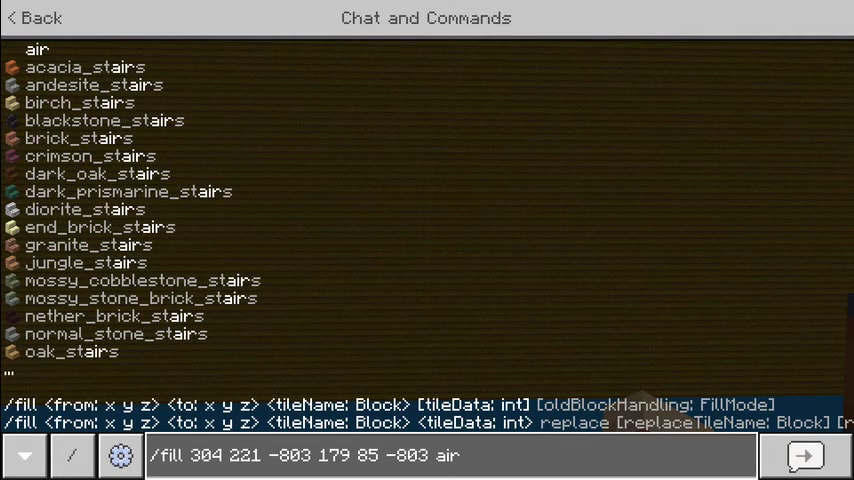 < Back
Chat and Commands
air
acacia_stairs
andesite_stairs
birch_stairs
blackstone_stairs
brick_stairs
crimson_stairs
dark_oak_stairs
dark_prismarine_stairs
diorite_stairs
end_brick_stairs
granite_stairs
jungle_stairs
mossy_cobblestone_stairs
mossy_stone_brick_stairs
nether_brick_stairs
normal_stone_stairs
oak_stairs
...
/fill <from: x y z> <to: x y z> <tileName: Block> [tileData: int] [oldBlockHandling: FillMode]
/fill <from: x y z> <to: x y z> <tileName: Block> <tileData: int> replace [replaceTileName: Block] [r
/
/fill 304 221 -803 179 85 -803 air